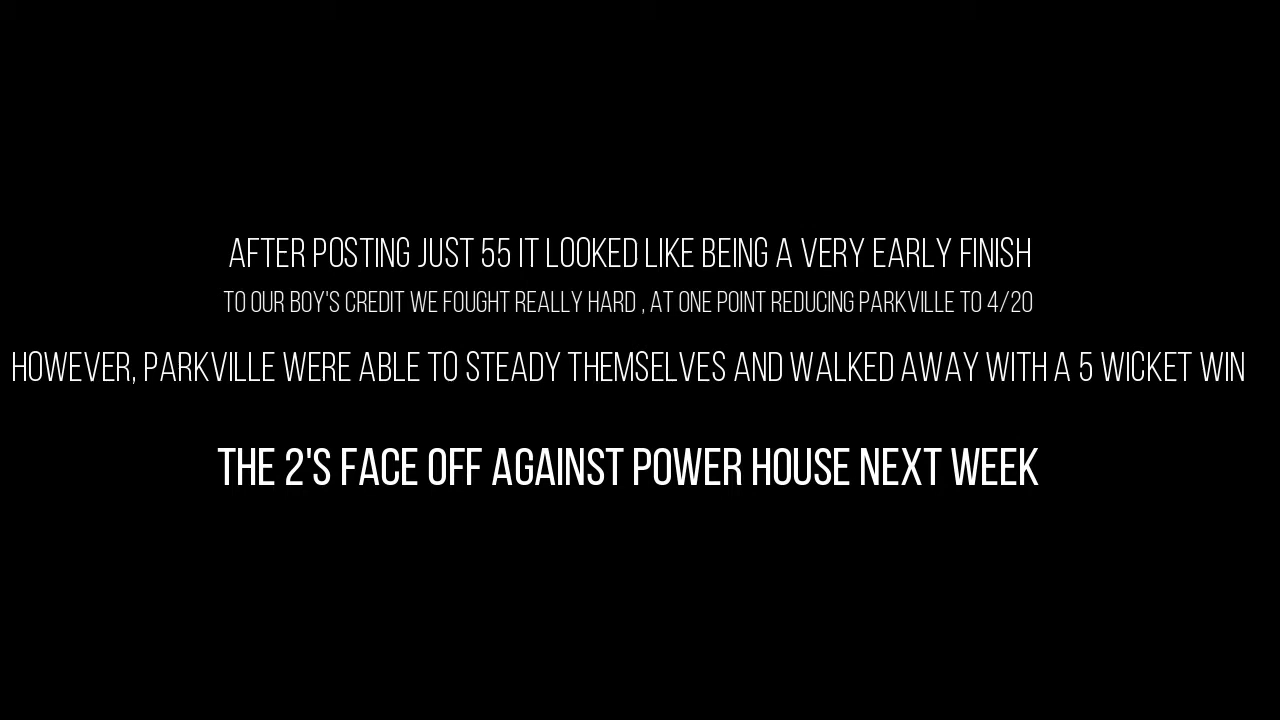 AFTER POSTING JUST 55 IT LOOKED LIKE BEING A VERY EARLY FINISH
TO OUR BOY'S CREDIT WE FOUGHT REALLY HARD , AT ONE POINT REDUCING PARKVILLE TO 4/20
HOWEVER, PARKVILLE WERE ABLE TO STEADY THEMSELVES AND WALKED AWAY WITH A 5 WICKET WIN
THE 2'S FACE OFF AGAINST POWER HOUSE NEXT WEEK